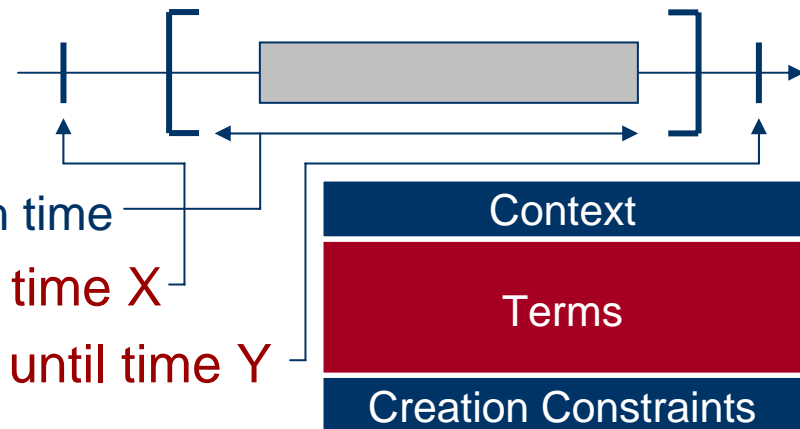 time
Context
time X
Terms
until time Y
Creation Constraints